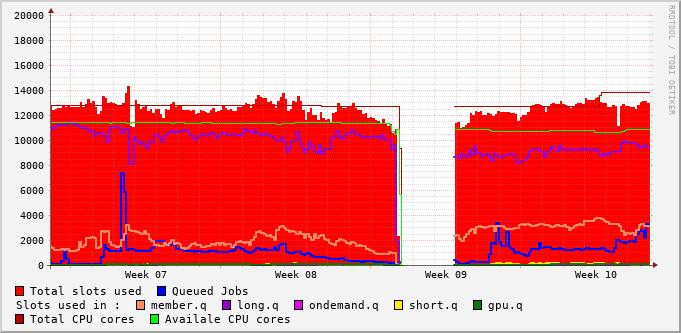 20000
18000
16000
14000
12000
10000
8000
6000
4000
2000
0
Week 07 Week 08 Week 09 Week 10
Total slots used Queued Jobs
Slots used in : member.q long.q ondemand.q short.q gpu.q
Total CPU cores Availale CPU cores
RRDTOOL / TOBI OETIKER